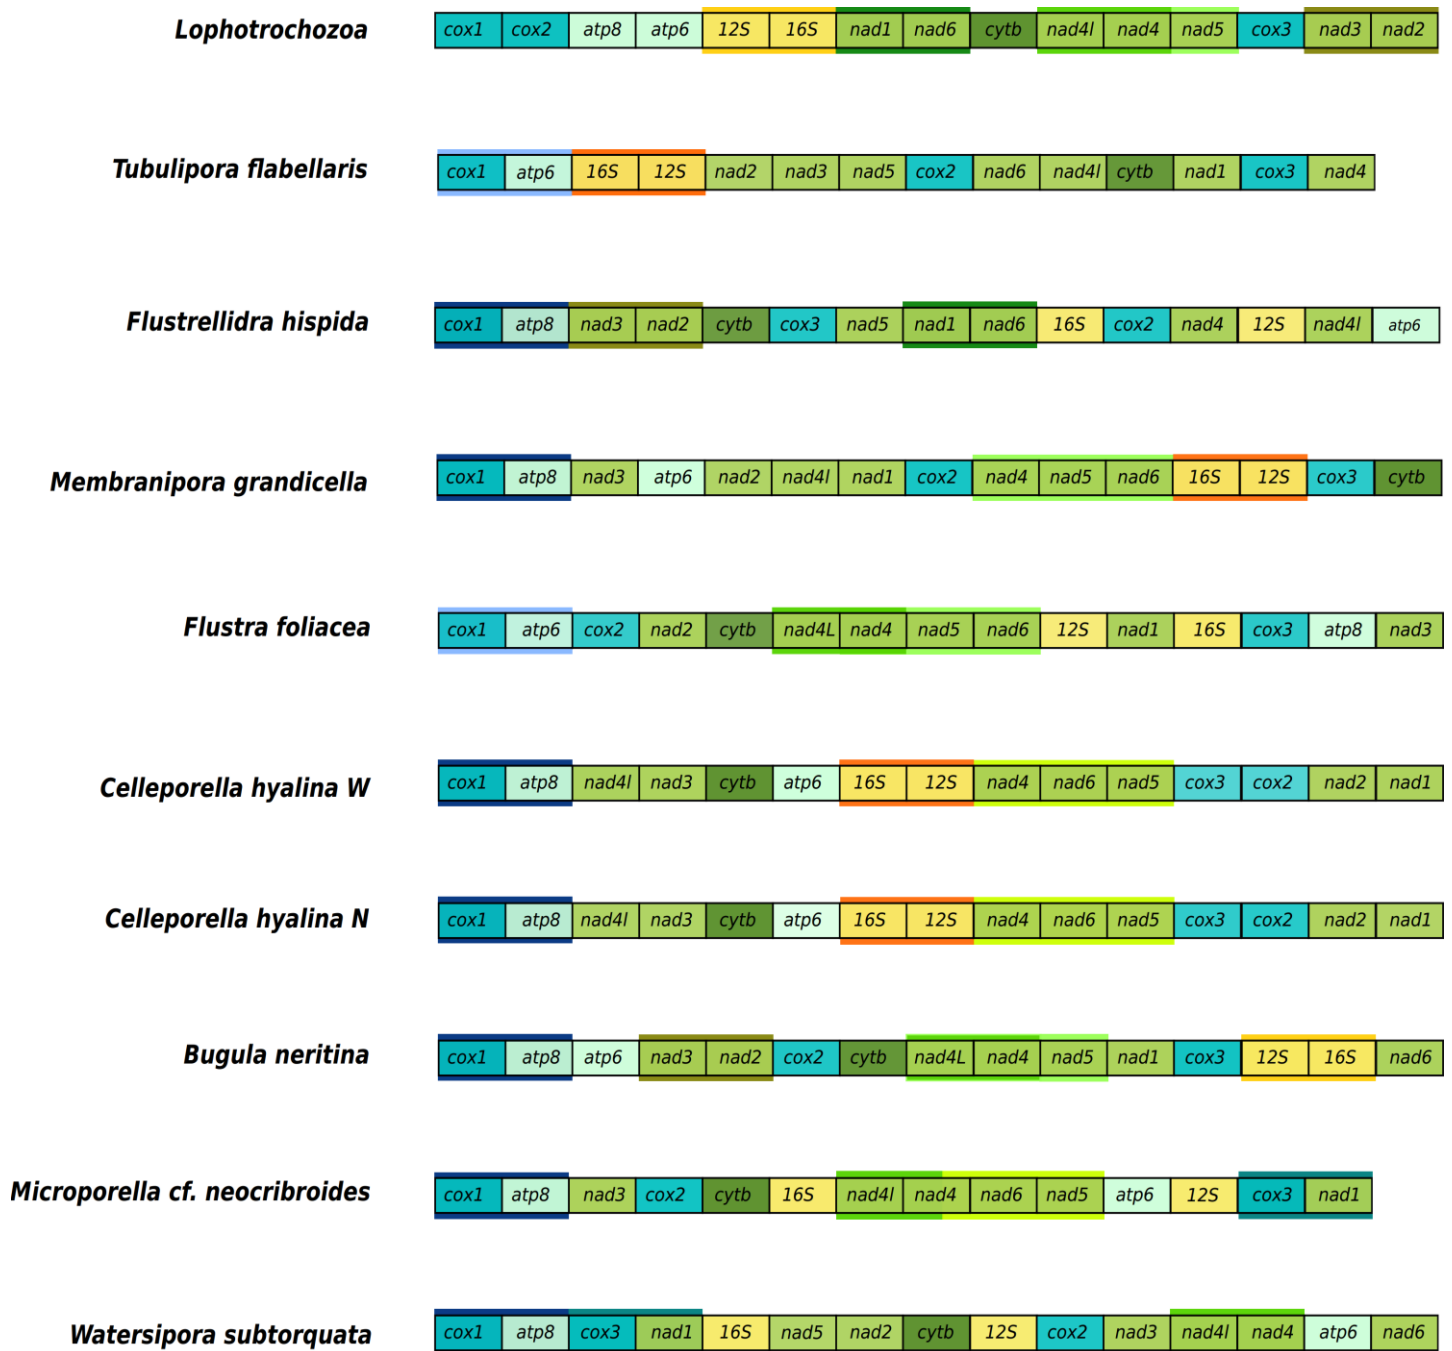 Lophotrochozoa cox1 cox2 atp8 atp6 12S 16S nad1 nad6 cytb nad4l nad4 nad5 cox3 nad3 nad2
Tubulipora flabellaris cox1 atp6 16S 12S nad2 nad3 nad5 cox2 nad6 nad4l cytb nad1 cox3 nad4
Flustrellidra hispida cox1 atp8 nad3 nad2 cytb cox3 nad5 nad1 nad6 16S cox2 nad4 12S nad4l atp6
Membranipora grandicella cox1 atp8 nad3 atp6 nad2 nad4l nad1 cox2 nad4 nad5 nad6 16S 12S cox3 cytb
Flustra foliacea cox1 atp6 cox2 nad2 cytb nad4L nad4 nad5 nad6 12S nad1 16S cox3 atp8 nad3
Celleporella hyalina W cox1 atp8 nad4l nad3 cytb atp6 16S 12S nad4 nad6 nad5 cox3 cox2 nad2 nad1
Celleporella hyalina N cox1 atp8 nad4l nad3 cytb atp6 16S 12S nad4 nad6 nad5 cox3 cox2 nad2 nad1
Bugula neritina cox1 atp8 atp6 nad3 nad2 cox2 cytb nad4L nad4 nad5 nad1 cox3 12S 16S nad6
Microporella cf. neocribroides cox1 atp8 nad3 cox2 cytb 16S nad4l nad4 nad6 nad5 atp6 12S cox3 nad1
Watersipora subtorquata cox1 atp8 cox3 nad1 16S nad5 nad2 cytb 12S cox2 nad3 nad4l nad4 atp6 nad6